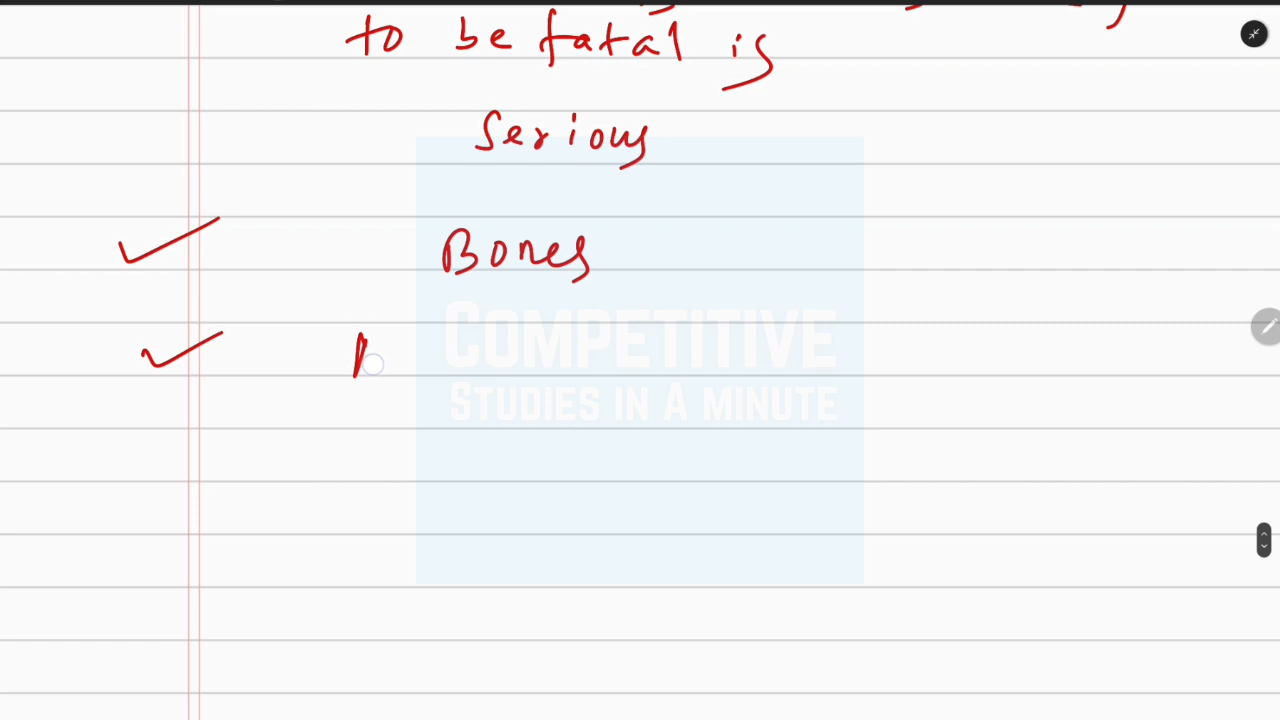 to be fatal is
Serious
Bones
COMPETITIVE
STUDIES IN A MINUTE